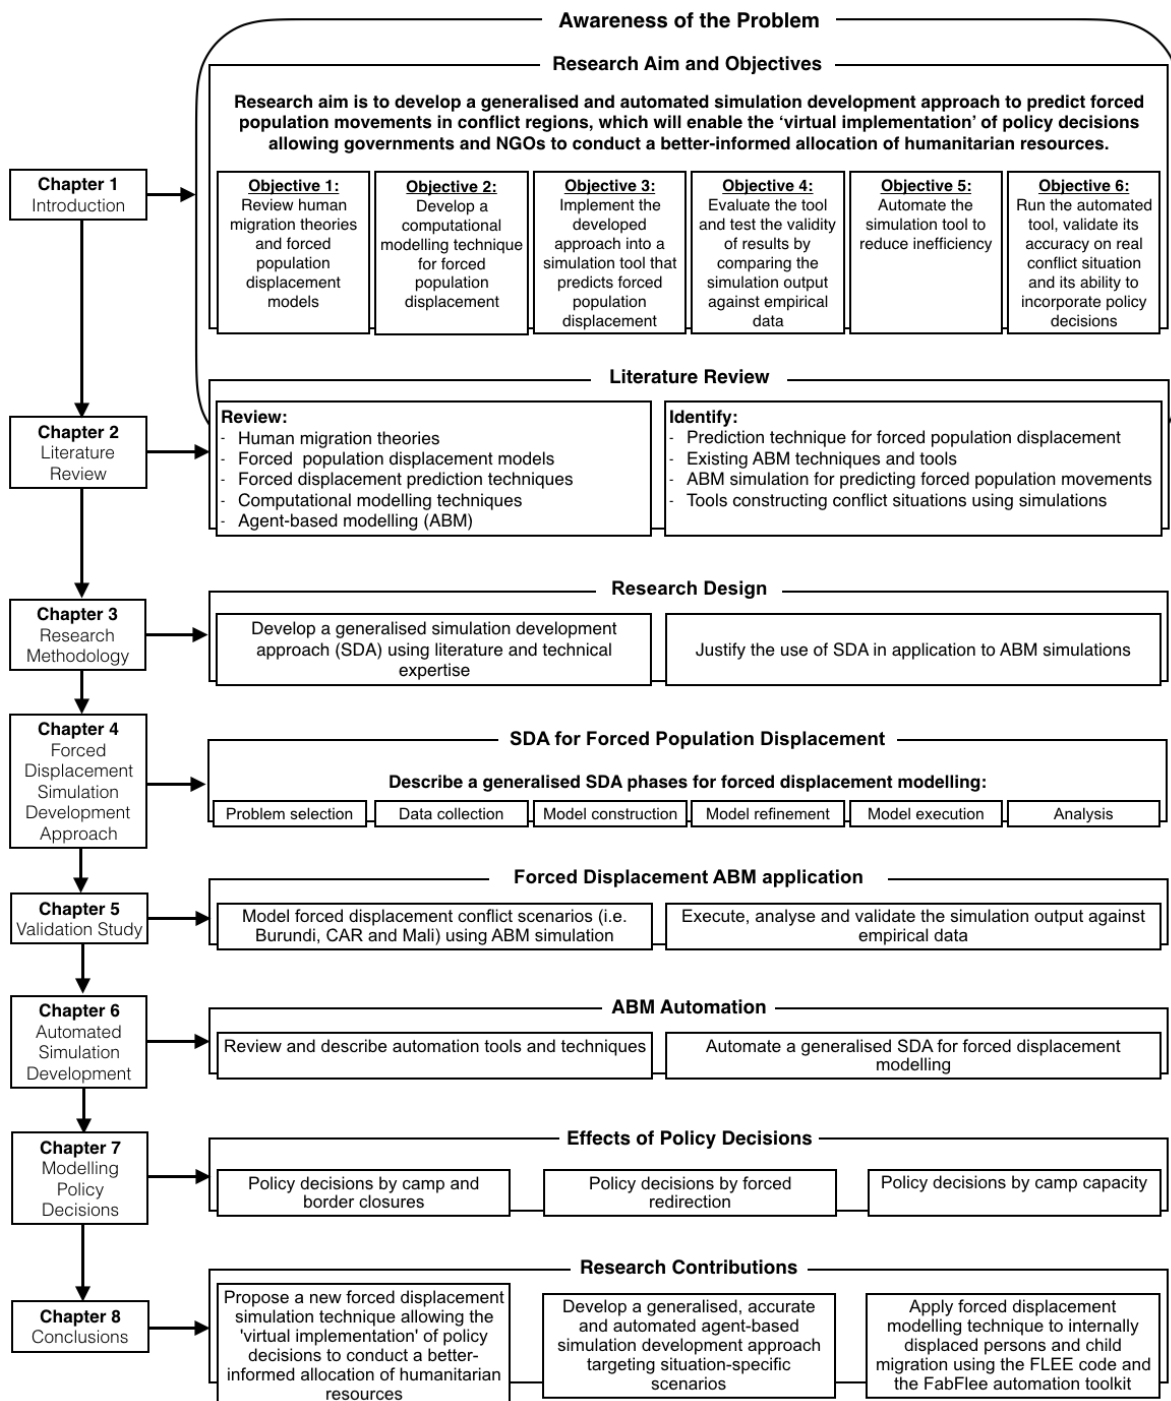 Awareness of the Problem
Research Aim and Objectives
Research aim is to develop a generalised and automated simulation development approach to predict forced
population movements in conflict regions, which will enable the ‘virtual implementation’ of policy decisions
allowing governments and NGOs to conduct a better-informed allocation of humanitarian resources.
Chapter 1
Introduction
Objective 1:
Review human
migration theories
and forced
population
displacement
models
Objective 2:
Develop a
computational
modelling technique
for forced
population
displacement
Objective 3:
Implement the
developed
approach into a
simulation tool that
predicts forced
population
displacement
Objective 4:
Evaluate the tool
and test the validity
of results by
comparing the
simulation output
against empirical
data
Objective 5:
Automate the
simulation tool to
reduce inefficiency
Objective 6:
Run the automated
tool, validate its
accuracy on real
conflict situation
and its ability to
incorporate policy
decisions
Literature Review
Chapter 2
Literature
Review
Review:
- Human migration theories
- Forced population displacement models
- Forced displacement prediction techniques
- Computational modelling techniques
- Agent-based modelling (ABM)
Identify:
- Prediction technique for forced population displacement
- Existing ABM techniques and tools
- ABM simulation for predicting forced population movements
- Tools constructing conflict situations using simulations
Research Design
Chapter 3
Research
Methodology
Develop a generalised simulation development
approach (SDA) using literature and technical
expertise
Justify the use of SDA in application to ABM simulations
Chapter 4
Forced
Displacement
Simulation
Development
Approach
SDA for Forced Population Displacement
Describe a generalised SDA phases for forced displacement modelling:
Problem selection
Data collection
Model construction
Model refinement
Model execution
Analysis
Forced Displacement ABM application
Chapter 5
Validation Study
Model forced displacement conflict scenarios (i.e.
Burundi, CAR and Mali) using ABM simulation
Execute, analyse and validate the simulation output against
empirical data
ABM Automation
Chapter 6
Automated
Simulation
Development
Review and describe automation tools and techniques
Automate a generalised SDA for forced displacement
modelling
Effects of Policy Decisions
Chapter 7
Modelling
Policy
Decisions
Policy decisions by camp and
border closures
Policy decisions by forced
redirection
Policy decisions by camp capacity
Research Contributions
Chapter 8
Conclusions
Propose a new forced displacement
simulation technique allowing the
'virtual implementation' of policy
decisions to conduct a better-
informed allocation of humanitarian
resources
Develop a generalised, accurate
and automated agent-based
simulation development approach
targeting situation-specific
scenarios
Apply forced displacement
modelling technique to internally
displaced persons and child
migration using the FLEE code and
the FabFlee automation toolkit